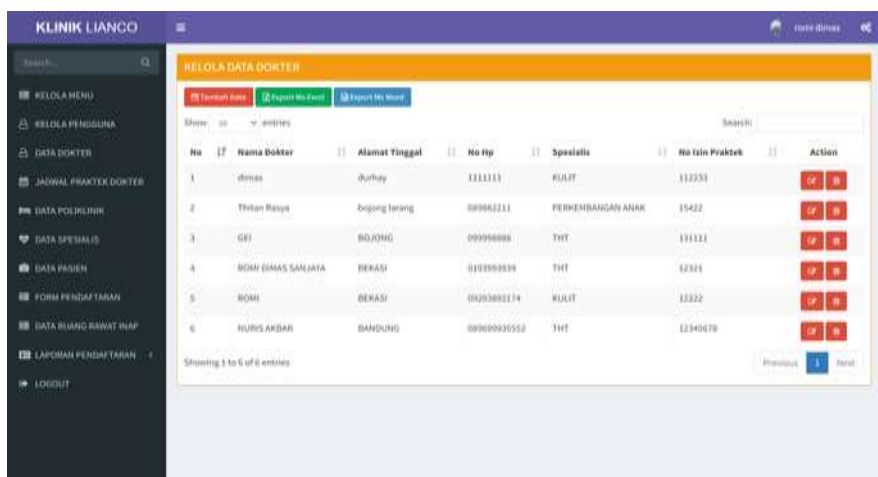 KLINIK LIANCO
romi dimas
Search...
KELOLA MENU
KELOLA PENGGUNA
DATA DOKTER
JADWAL PRAKTEK DOKTER
DATA POLIKLINIK
DATA SPESIALIS
DATA PASIEN
FORM PENDAFTARAN
DATA RUANG RAWAT INAP
LAPORAN PENDAFTARAN
LOGOUT
KELOLA DATA DOKTER
Tambah Data Export Ms Excel Export Ms Word
Show 10 entries Search:
No Nama Dokter Alamat Tinggal No Hp Spesialis No Izin Praktek Action
1 dimas 1111111 KULIT
2 Rasya bojong PERKEMBANGAN ANAK 15422
3 GEI BOJONG THT 131111
4 ROMI DIMAS SANJAYA BEKASI THT 12321
5 ROMI BEKASI KULIT 12322
6 NURIS AKBAR BANDUNG THT 12345678
Showing 1 to 6 of 6 entries
Previous 1 Next